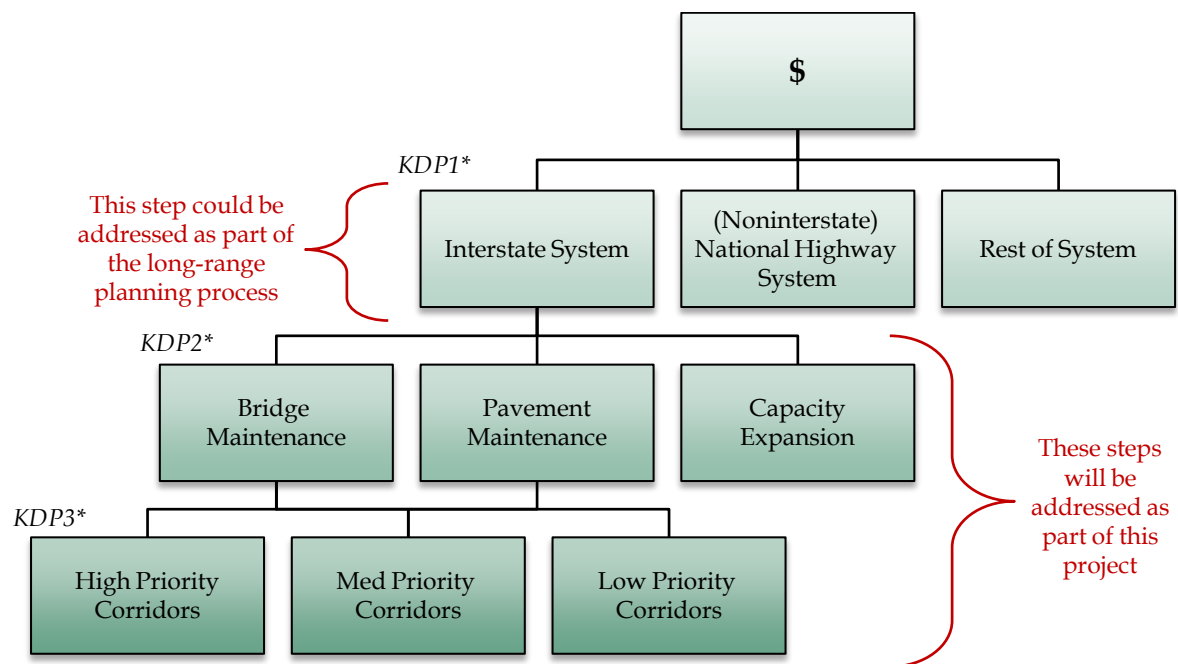 $
KDP1*
This step could be
addressed as part of
the long-range
planning process
Interstate System
(Noninterstate)
National Highway
System
Rest of System
KDP2*
Bridge
Maintenance
Pavement
Maintenance
Capacity
Expansion
These steps
will be
addressed as
part of this
project
KDP3*
High Priority
Corridors
Med Priority
Corridors
Low Priority
Corridors